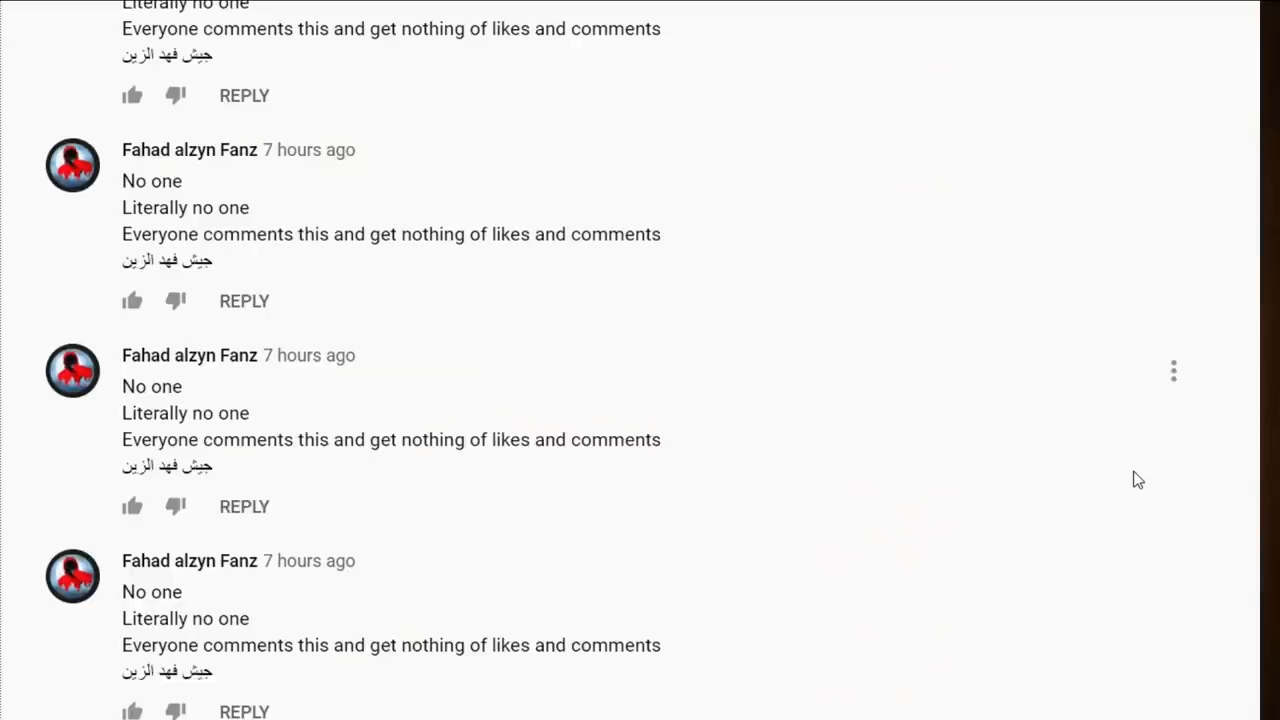 Literally no one
Everyone comments this and get nothing of likes and comments
جيش فهد الزين
REPLY
Fahad alzyn Fanz 7 hours ago
No one
Literally no one
Everyone comments this and get nothing of likes and comments
جيش فهد الزين
REPLY
Fahad alzyn Fanz 7 hours ago
No one
Literally no one
Everyone comments this and get nothing of likes and comments
جيش فهد الزين
REPLY
Fahad alzyn Fanz 7 hours ago
No one
Literally no one
Everyone comments this and get nothing of likes and comments
جيش فهد الزين
REPLY